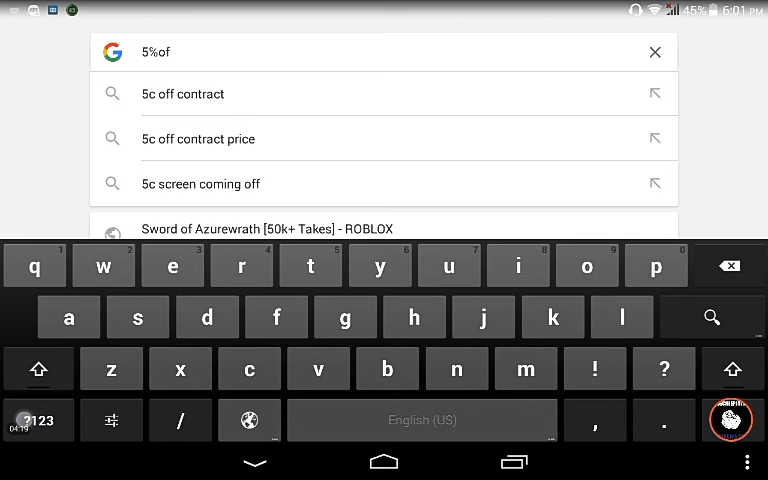 45% 6:01 PM
5%of
5c off contract
5c off contract price
5c screen coming off
Sword of Azurewrath [50k+ Takes] - ROBLOX
1 2 3 4 5 6 7 8 9 0
q w e r t y u i o p
a s d f g h j k l
z x c v b n m ! ?
?123 / English (US) , .
04:19